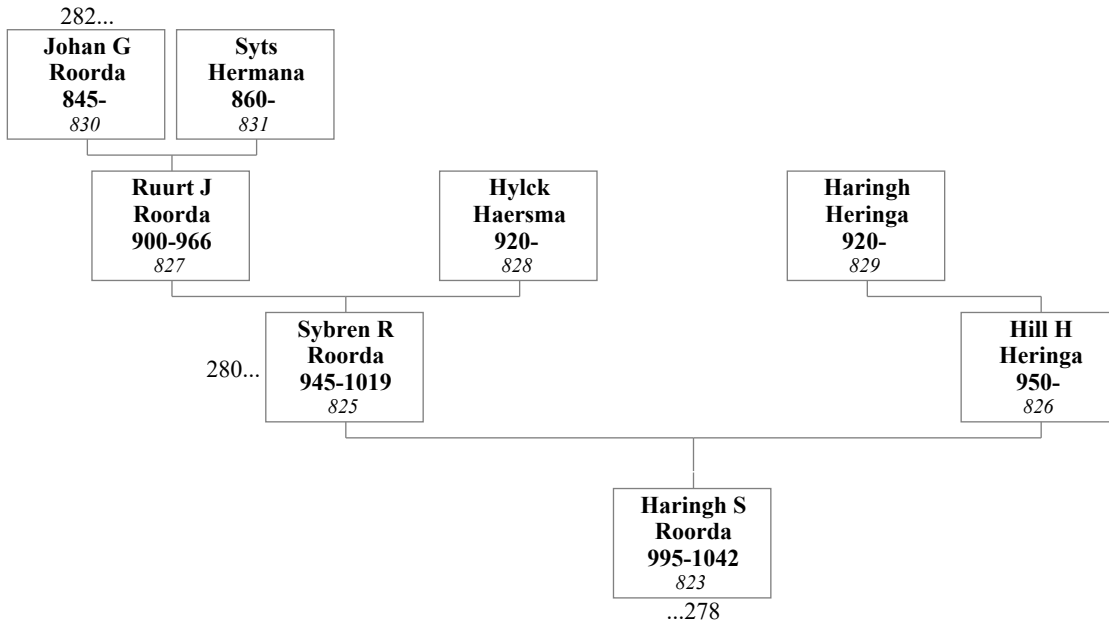 282...
Johan G
Roorda
845-
830
Syts
Hermana
860-
831
Ruurt J
Roorda
900-966
827
Hylck
Haersma
920-
828
Haringh
Heringa
920-
829
280...
Sybren R
Roorda
945-1019
825
Hill H
Heringa
950-
826
Haringh S
Roorda
995-1042
823
...278